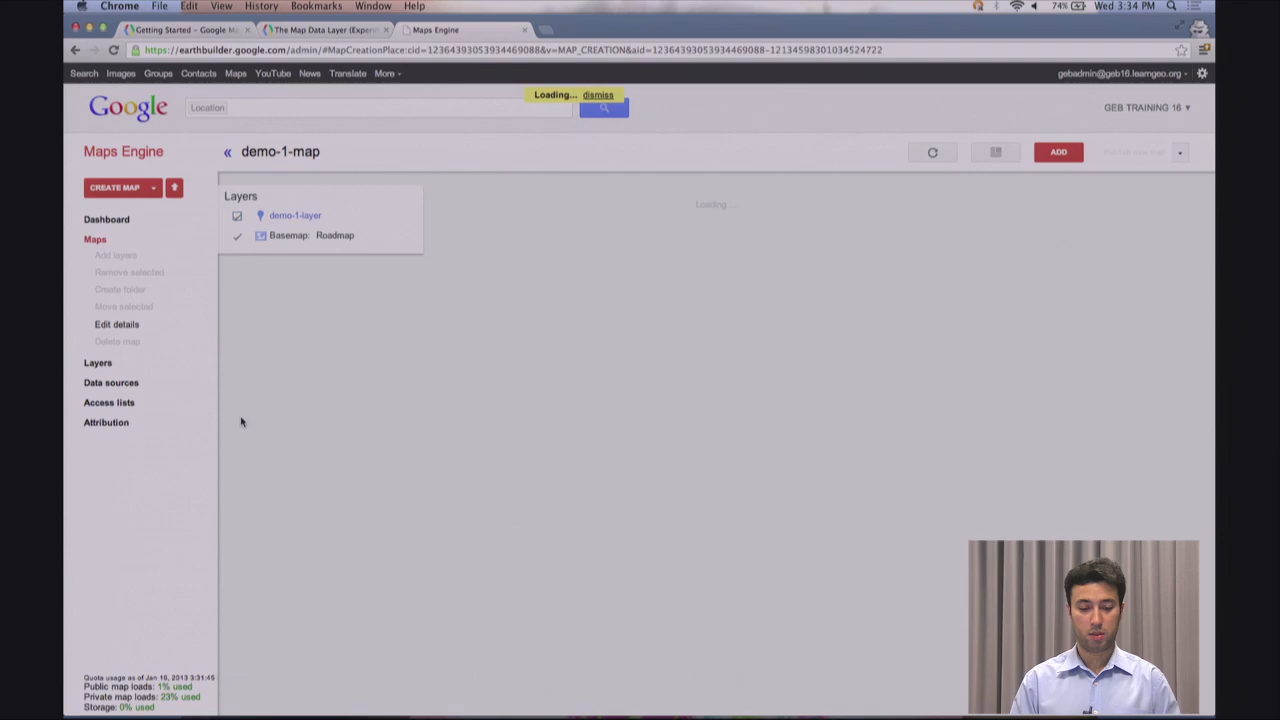 Chrome File Edit View History Bookmarks Window Help 74% Wed 3:34 PM
Getting Started – Google Ma × The Map Data Layer (Experim × Maps Engine ×
https://earthbuilder.google.com/admin/#MapCreationPlace:cid=12364393053934469088&v=MAP_CREATION&aid=12364393053934469088-12134598301034524722
Search Images Groups Contacts Maps YouTube News Translate More gebadmin@geb16.learngeo.org
Loading... dismiss
Google Location GEB TRAINING 16
Maps Engine « demo-1-map ADD
CREATE MAP
Layers
demo-1-layer
Basemap: Roadmap
Loading ...
Dashboard
Maps
Add layers
Remove selected
Create folder
Move selected
Edit details
Delete map
Layers
Data sources
Access lists
Attribution
Quota usage as of Jan 16, 2013 3:31:45
Public map loads: 1% used
Private map loads: 23% used
Storage: 0% used